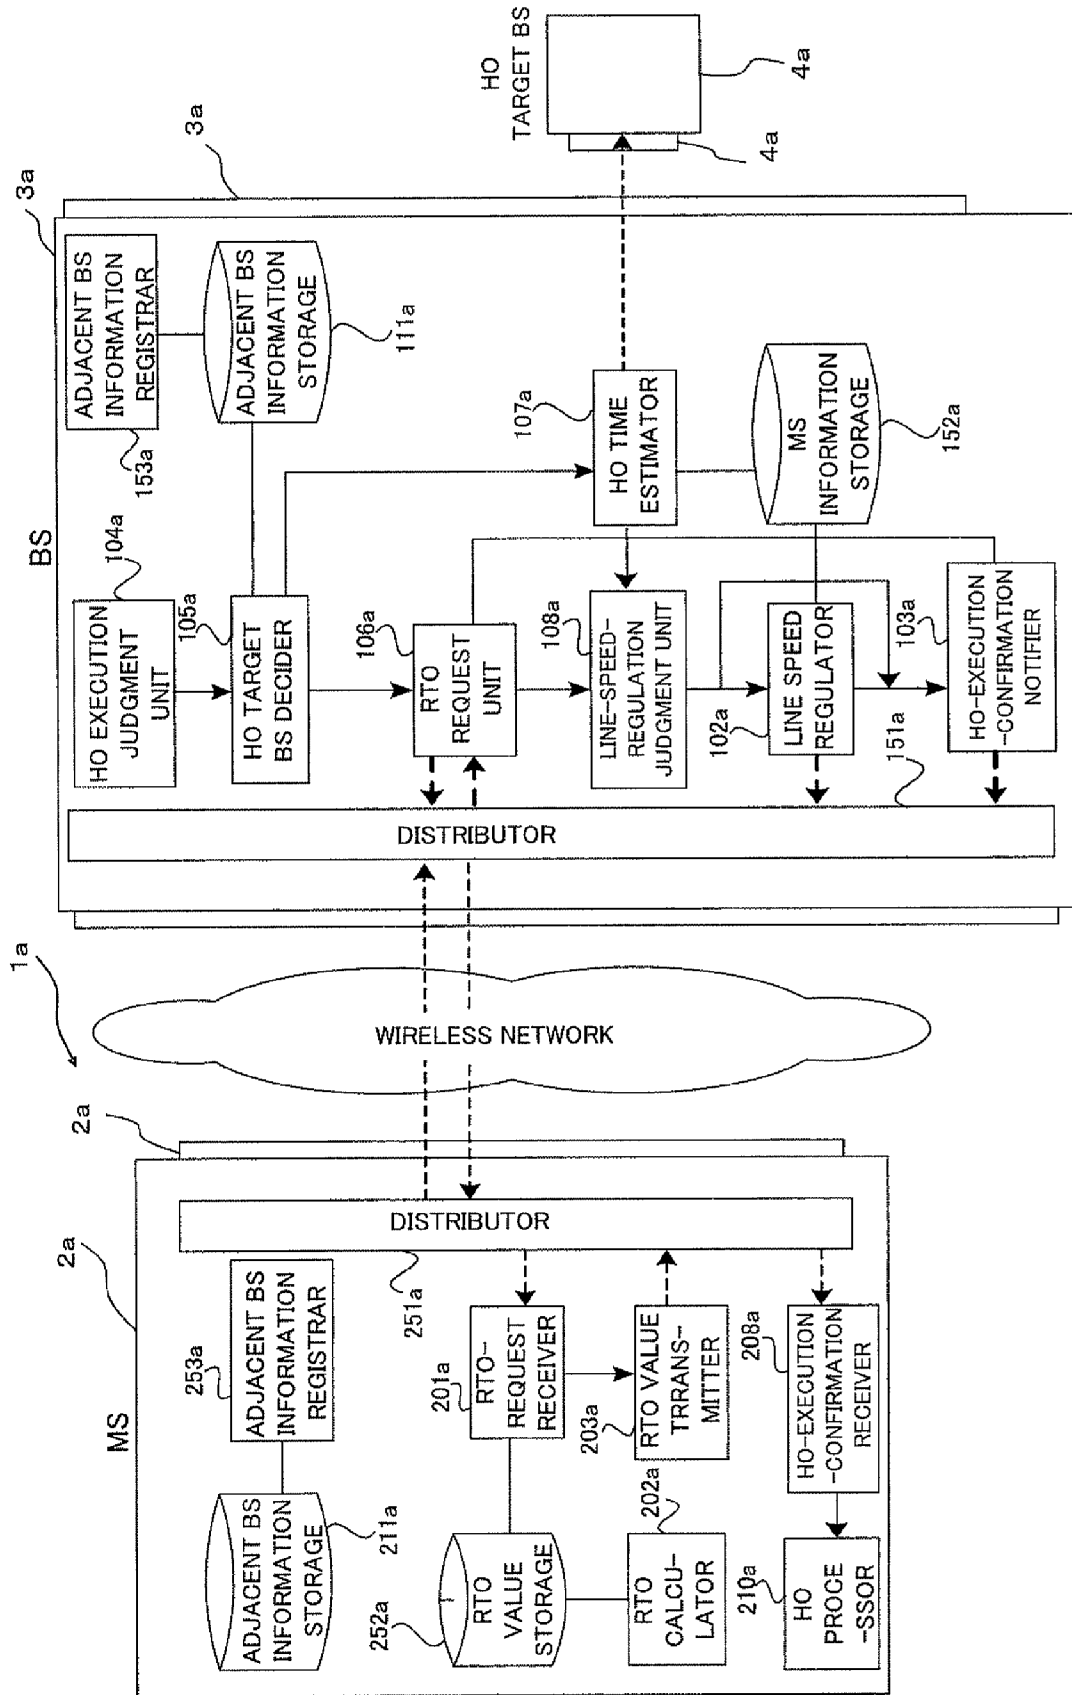 1a
MS
2a
2a
ADJACENT BS
INFORMATION
STORAGE
211a
253a
ADJACENT BS
INFORMATION
REGISTRAR
DISTRIBUTOR
251a
252a
RTO
VALUE
STORAGE
201a
RTO-
REQUEST
RECEIVER
RTO
CALCU-
LATOR
202a
203a
RTO VALUE
TRRANS-
MITTER
210a
HO
PROCE
-SSOR
208a
HO-EXECUTION
-CONFIRMATION
RECEIVER
WIRELESS NETWORK
BS
3a
3a
DISTRIBUTOR
151a
HO EXECUTION
JUDGMENT
UNIT
104a
153a
ADJACENT BS
INFORMATION
REGISTRAR
105a
HO TARGET
BS DECIDER
ADJACENT BS
INFORMATION
STORAGE
111a
106a
RTO
REQUEST
UNIT
107a
HO TIME
ESTIMATOR
108a
LINE-SPEED-
REGULATION
JUDGMENT UNIT
102a
LINE SPEED
REGULATOR
MS
INFORMATION
STORAGE
152a
103a
HO-EXECUTION
-CONFIRMATION
NOTIFIER
HO
TARGET BS
4a
4a